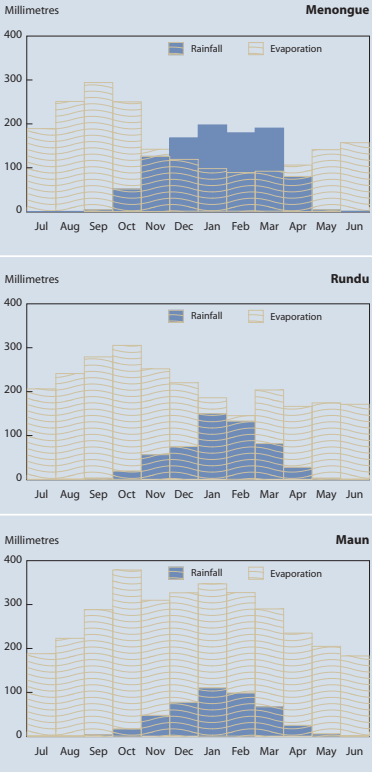 Millimetres Menongue
400
Rainfall Evaporation
300
200
100
0
Jul Aug Sep Oct Nov Dec Jan Feb Mar Apr May Jun
Millimetres Rundu
400
Rainfall Evaporation
300
200
100
0
Jul Aug Sep Oct Nov Dec Jan Feb Mar Apr May Jun
Millimetres Maun
400
Rainfall Evaporation
300
200
100
0
Jul Aug Sep Oct Nov Dec Jan Feb Mar Apr May Jun